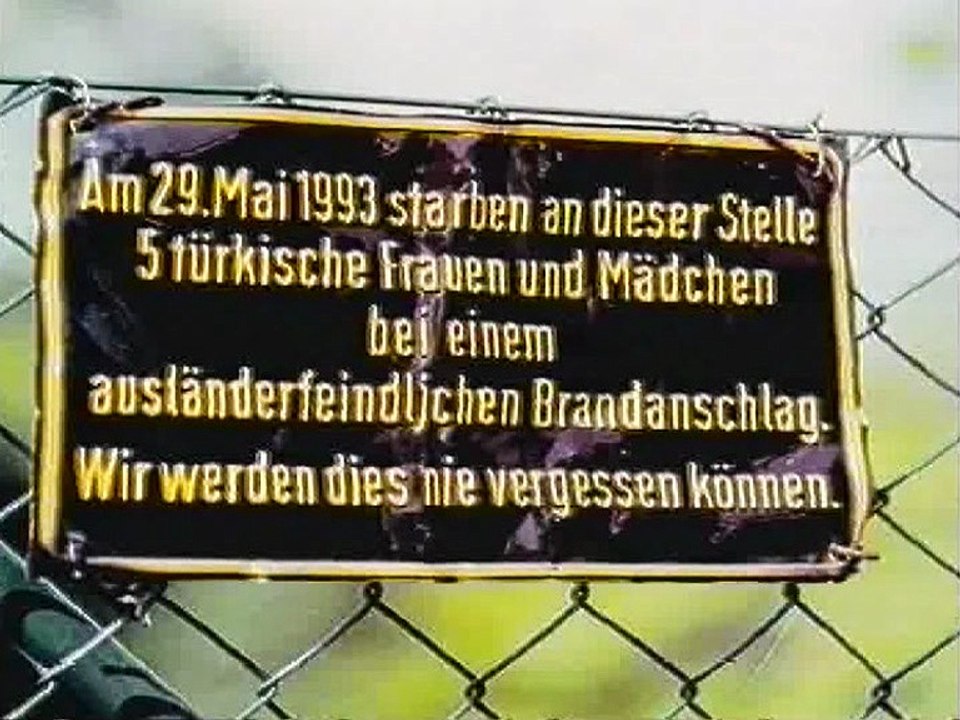 Am 29.Mai 1993 starben an dieser Stelle
5 türkische Frauen und Mädchen
bei einem
ausländerfeindlichen Brandanschlag.
Wir werden dies nie vergessen können.